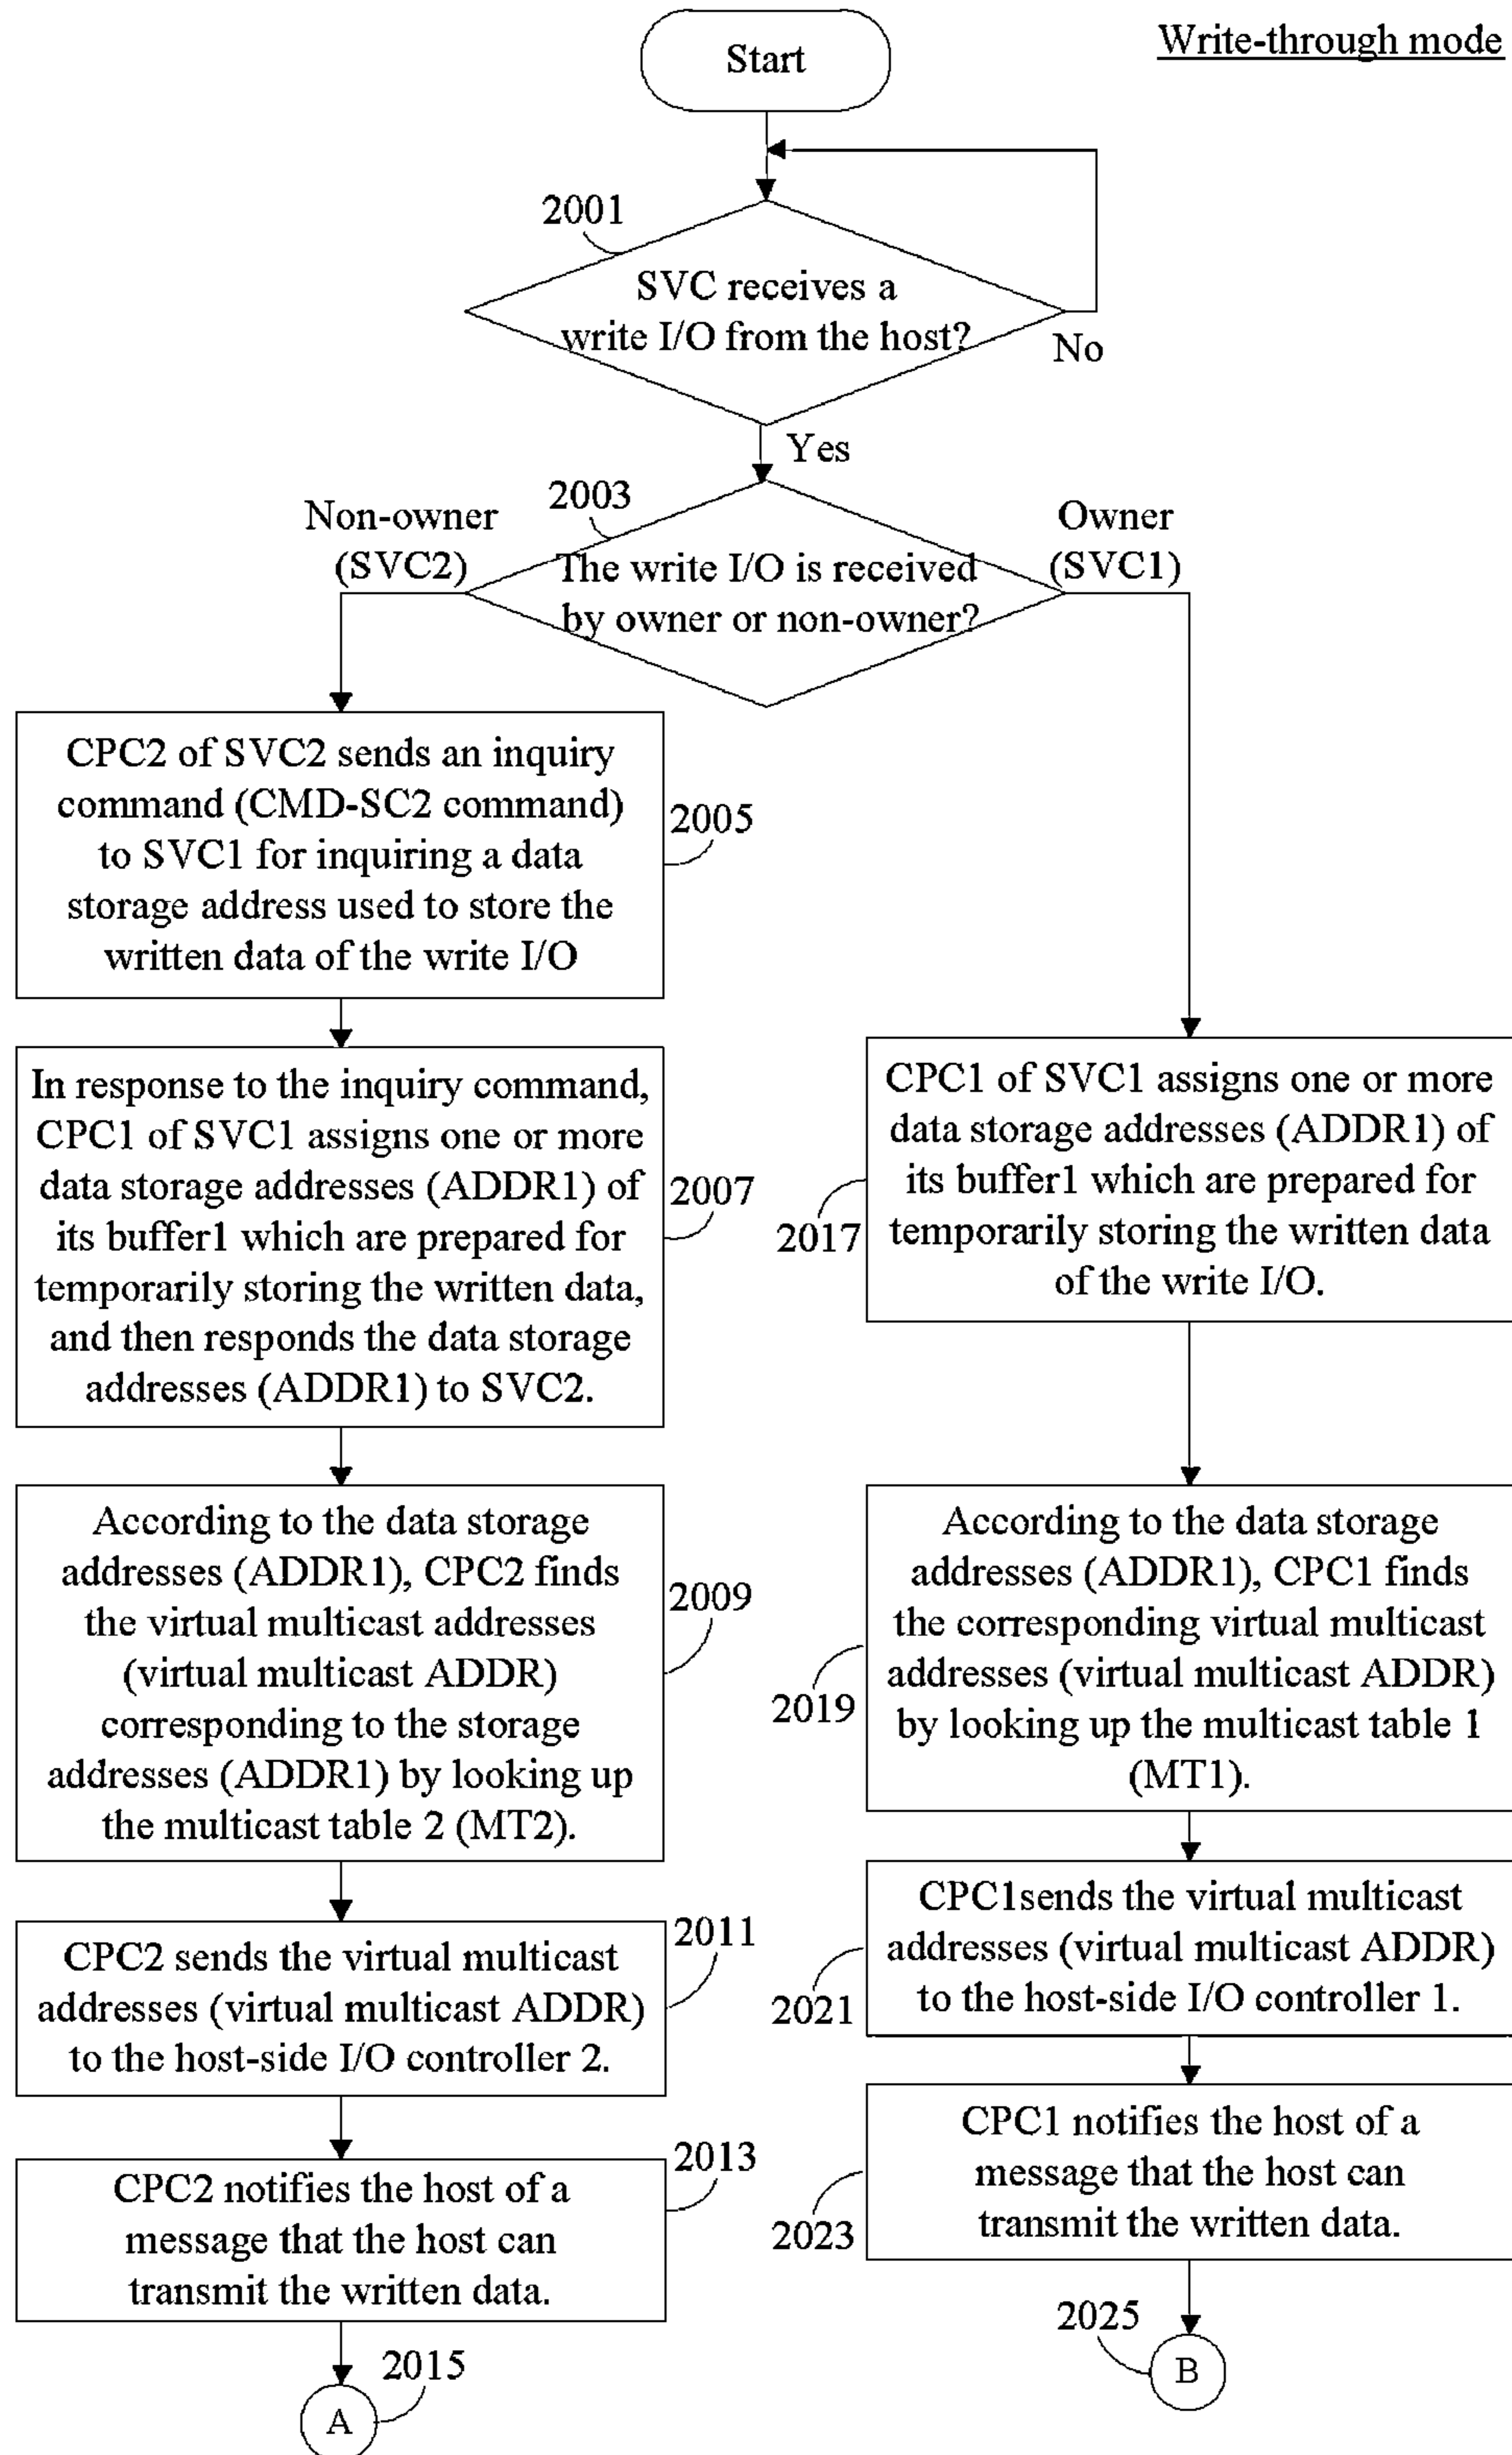 Write-through mode
Start
2001
SVC receives a
write I/O from the host?
No
Yes
2003
Non-owner
(SVC2)
The write I/O is received
by owner or non-owner?
Owner
(SVC1)
CPC2 of SVC2 sends an inquiry
command (CMD-SC2 command)
to SVC1 for inquiring a data
storage address used to store the
written data of the write I/O
2005
In response to the inquiry command,
CPC1 of SVC1 assigns one or more
data storage addresses (ADDR1) of
its buffer1 which are prepared for
temporarily storing the written data,
and then responds the data storage
addresses (ADDR1) to SVC2.
2007
According to the data storage
addresses (ADDR1), CPC2 finds
the virtual multicast addresses
(virtual multicast ADDR)
corresponding to the storage
addresses (ADDR1) by looking up
the multicast table 2 (MT2).
2009
CPC2 sends the virtual multicast
addresses (virtual multicast ADDR)
to the host-side I/O controller 2.
2011
CPC2 notifies the host of a
message that the host can
transmit the written data.
2013
A
2015
CPC1 of SVC1 assigns one or more
data storage addresses (ADDR1) of
its buffer1 which are prepared for
temporarily storing the written data
of the write I/O.
2017
According to the data storage
addresses (ADDR1), CPC1 finds
the corresponding virtual multicast
addresses (virtual multicast ADDR)
by looking up the multicast table 1
(MT1).
2019
CPC1sends the virtual multicast
addresses (virtual multicast ADDR)
to the host-side I/O controller 1.
2021
CPC1 notifies the host of a
message that the host can
transmit the written data.
2023
2025
B